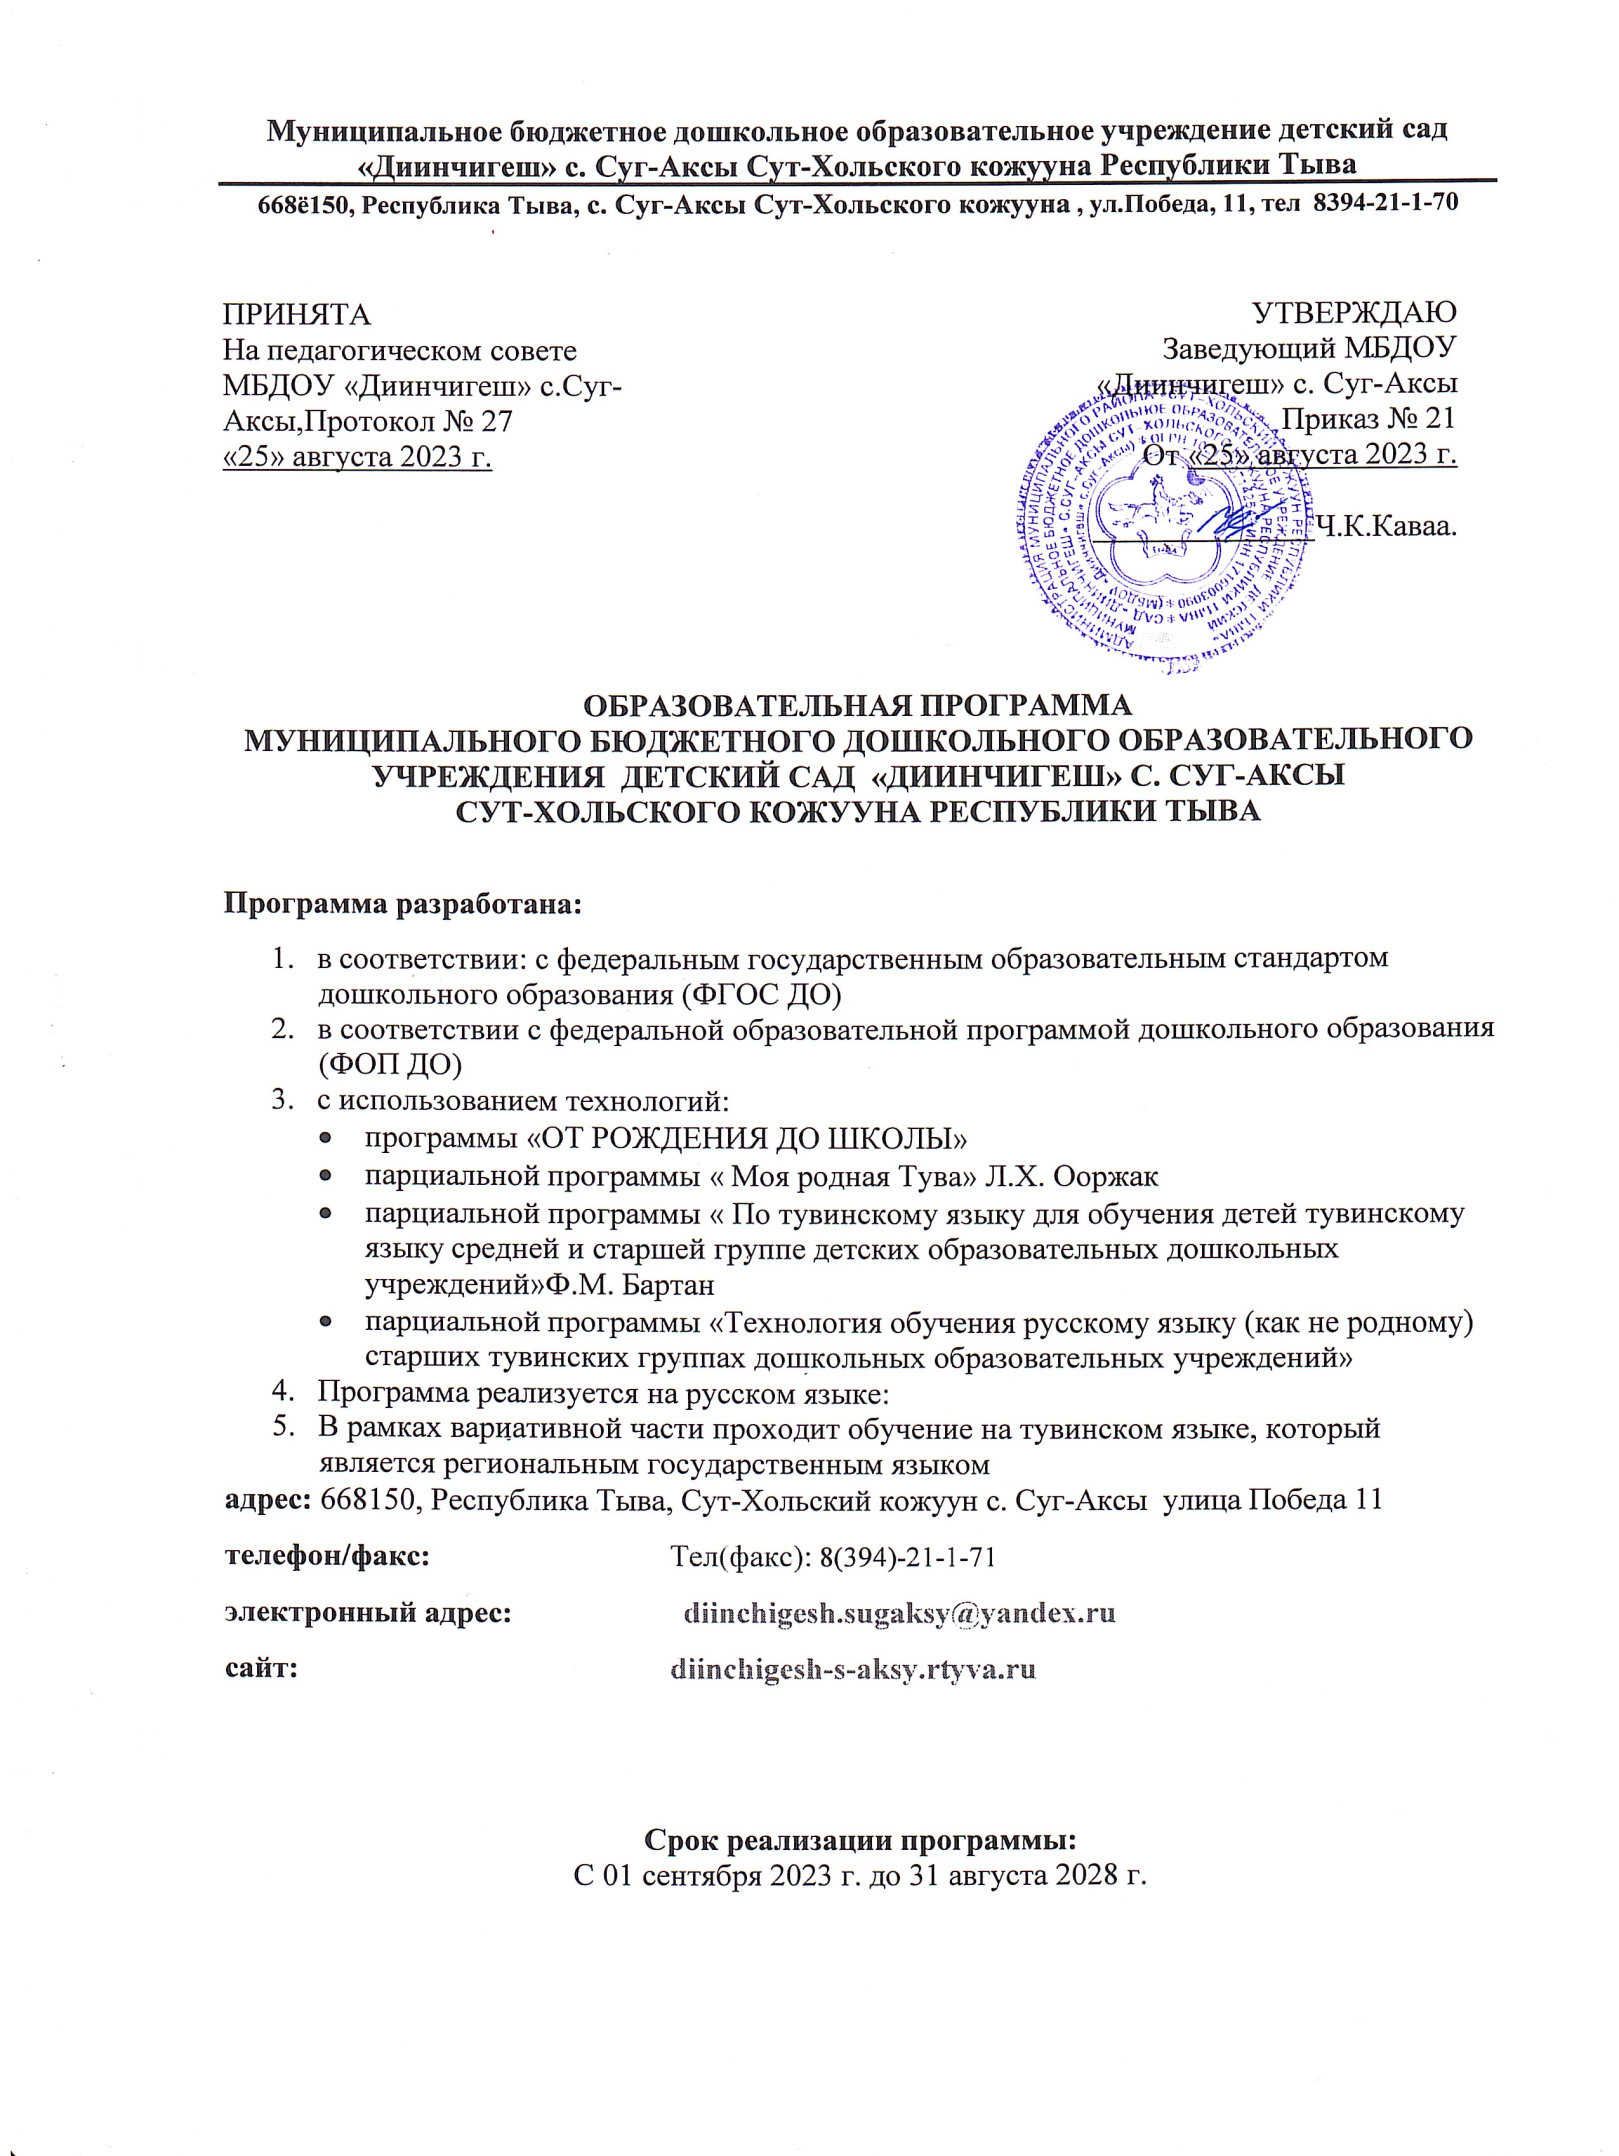 Муниципальное бюджетное дошкольное образовательное учреждение детский сад
«Диинчигеш» с. Суг-Аксы Сут-Хольского кожууна Республики Тыва
668ё150, Республика Тыва, с. Суг-Аксы Сут-Хольского кожууна , ул.Победа, 11, тел 8394-21-1-70
ПРИНЯТА
На педагогическом совете
МБДОУ «Диинчигеш» с.Суг-
Аксы,Протокол № 27
«25» августа 2023 г.
УТВЕРЖДАЮ
Заведующий МБДОУ
«Диинчигеш» с. Суг-Аксы
Приказ № 21
От «25» августа 2023 г.
Ч.К.Каваа.
ОБРАЗОВАТЕЛЬНАЯ ПРОГРАММА
МУНИЦИПАЛЬНОГО БЮДЖЕТНОГО ДОШКОЛЬНОГО ОБРАЗОВАТЕЛЬНОГО
УЧРЕЖДЕНИЯ ДЕТСКИЙ САД «ДИИНЧИГЕШ» С. СУГ-АКСЫ
СУТ-ХОЛЬСКОГО КОЖУУНА РЕСПУБЛИКИ ТЫВА
Программа разработана:
1. в соответствии: с федеральным государственным образовательным стандартом
дошкольного образования (ФГОС ДО)
2. в соответствии с федеральной образовательной программой дошкольного образования
(ФОП ДО)
3. с использованием технологий:
• программы «ОТ РОЖДЕНИЯ ДО ШКОЛЫ»
• парциальной программы « Моя родная Тува» Л.Х. Ооржак
• парциальной программы « По тувинскому языку для обучения детей тувинскому
языку средней и старшей группе детских образовательных дошкольных
учреждений»Ф.М. Бартан
• парциальной программы «Технология обучения русскому языку (как не родному)
старших тувинских группах дошкольных образовательных учреждений»
4. Программа реализуется на русском языке:
5. В рамках вариативной части проходит обучение на тувинском языке, который
является региональным государственным языком
адрес: 668150, Республика Тыва, Сут-Хольский кожуун с. Суг-Аксы улица Победа 11
телефон/факс: Тел(факс): 8(394)-21-1-71
электронный адрес: diinchigesh.sugaksy@yandex.ru
сайт: diinchigesh-s-aksy.rtyva.ru
Срок реализации программы:
С 01 сентября 2023 г. до 31 августа 2028 г.